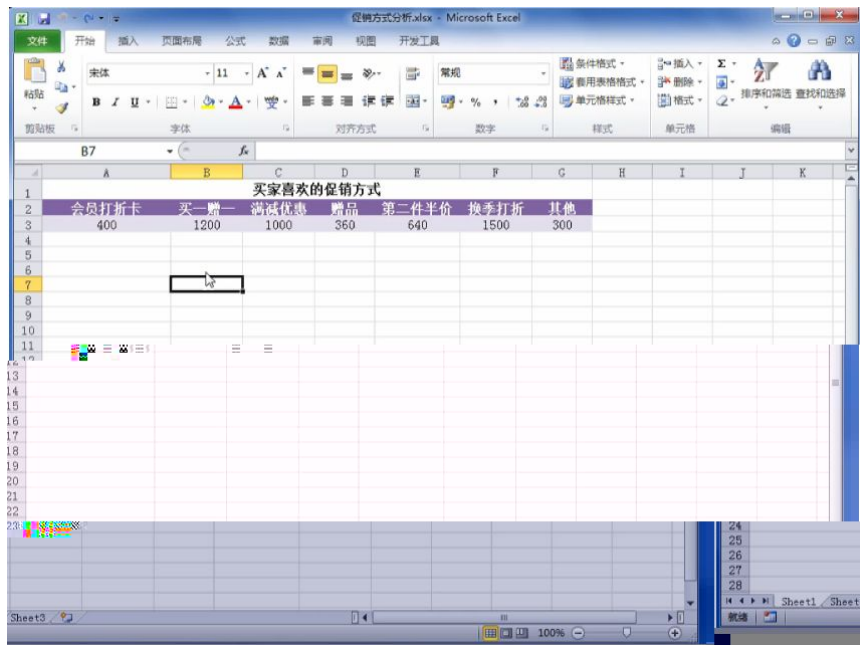 促销方式分析.xlsx - Microsoft Excel
文件 开始 插入 页面布局 公式 数据 审阅 视图 开发工具
宋体 11 A A 常规 条件格式 插入 Σ
粘贴 B I U A % , 套用表格格式 删除 排序和筛选 查找和选择
单元格样式 格式
剪贴板 字体 对齐方式 数字 样式 单元格 编辑
B7 fx
A B C D E F G H I J K
1 买家喜欢的促销方式
2 会员打折卡 买一赠一 满减优惠 赠品 第二件半价 换季打折 其他
3 400 1200 1000 360 640 1500 300
4
5
6
7
8
9
10
11
12
13
14
15
16
17
18
19
20
21
22
23 24
25
26
27
28
Sheet3 Sheet1 Sheet
100% 就绪